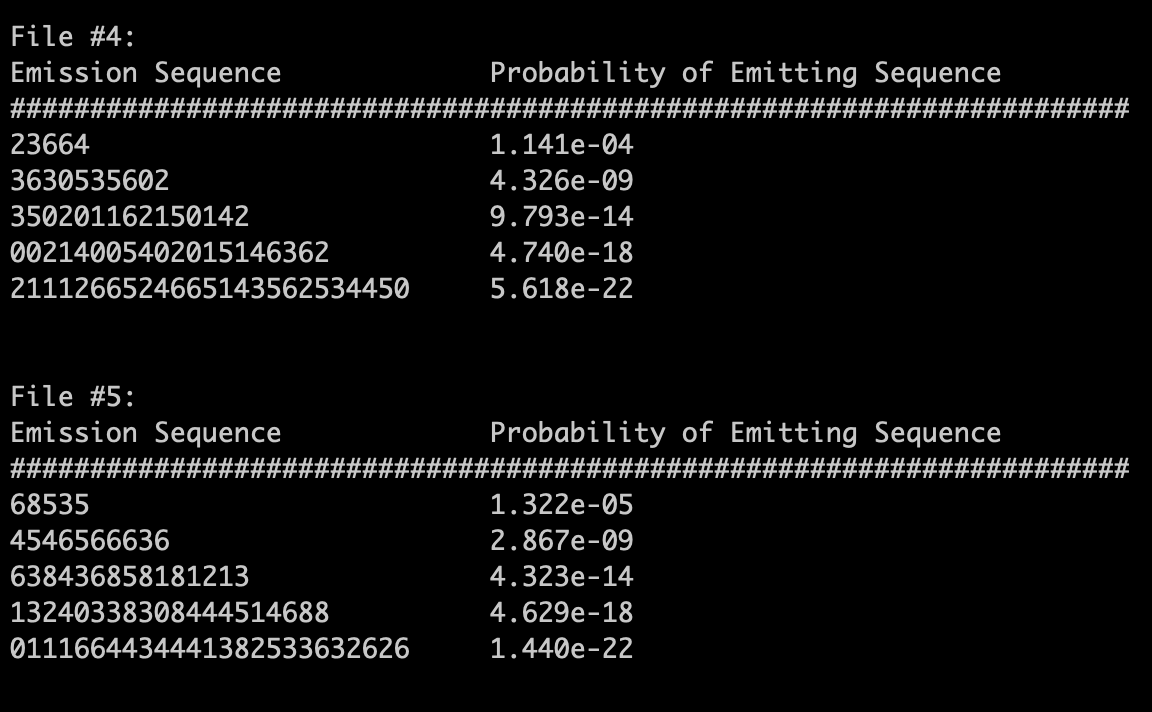 File #4:
Emission Sequence Probability of Emitting Sequence
######################################################################
23664 1.141e-04
3630535602 4.326e-09
350201162150142 9.793e-14
00214005402015146362 4.740e-18
2111266524665143562534450 5.618e-22
File #5:
Emission Sequence Probability of Emitting Sequence
######################################################################
68535 1.322e-05
4546566636 2.867e-09
638436858181213 4.323e-14
13240338308444514688 4.629e-18
0111664434441382533632626 1.440e-22